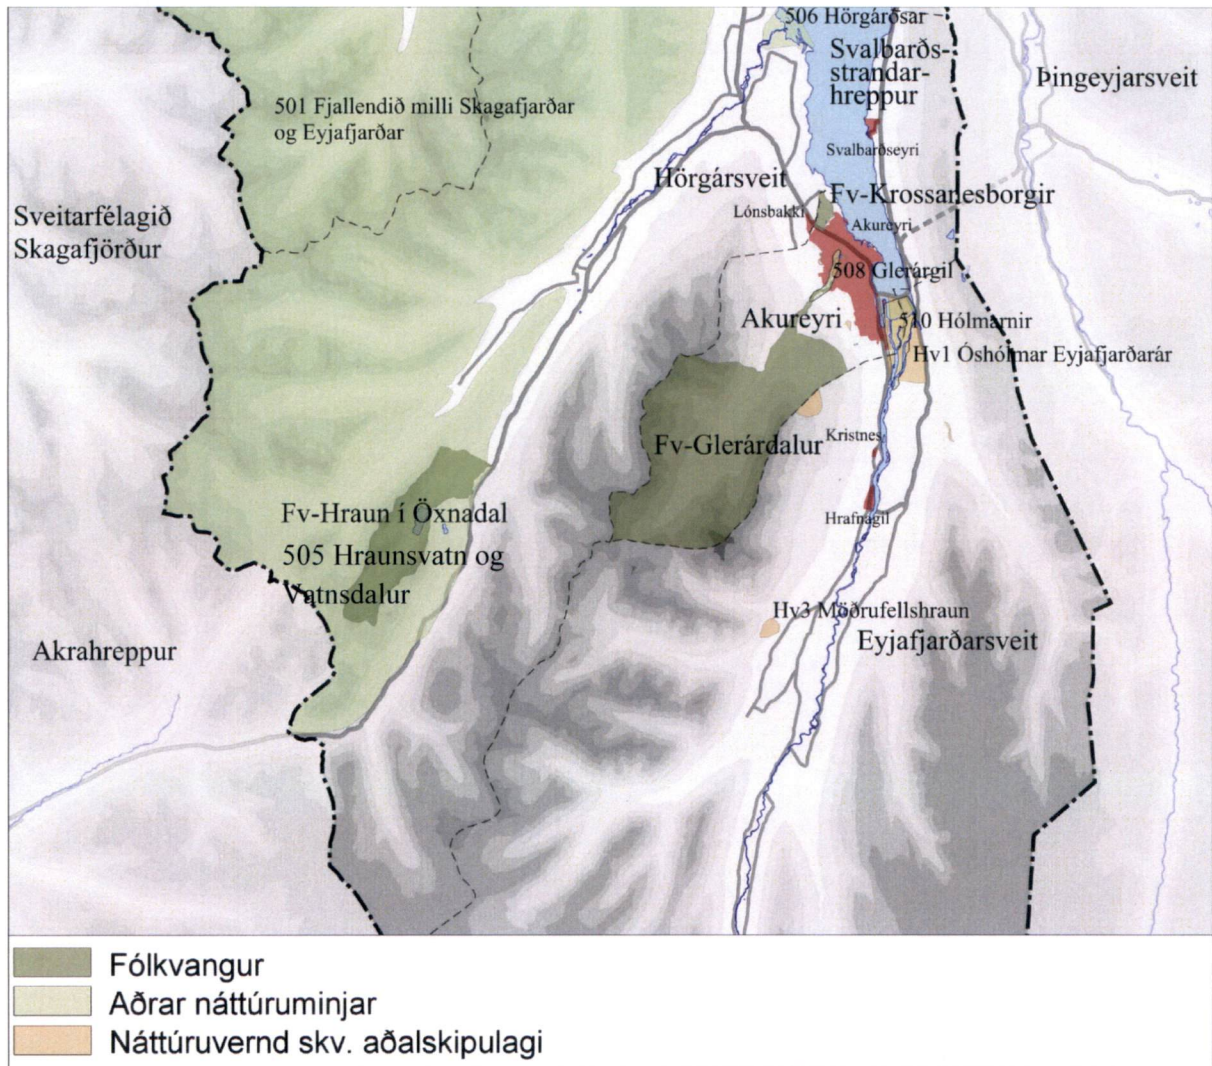 506 Hörgárósar
Svalbarðs-
strandar-
hreppur
Þingeyjarsveit
501 Fjallendið milli Skagafjarðar
og Eyjafjarðar
Svalbarðseyri
Hörgársveit
Fv-Krossanesborgir
Lónsbakki
Akureyri
Sveitarfélagið
Skagafjörður
508 Glerárgil
Akureyri
510 Hólmarnir
Hv1 Óshólmar Eyjafjarðarár
Kristnes
Fv-Glerárdalur
Fv-Hraun í Öxnadal
Hrafnagil
505 Hraunsvatn og
Vatnsdalur
Hv3 Möðrufellshraun
Eyjafjarðarsveit
Akrahreppur
Fólkvangur
Aðrar náttúruminjar
Náttúruvernd skv. aðalskipulagi